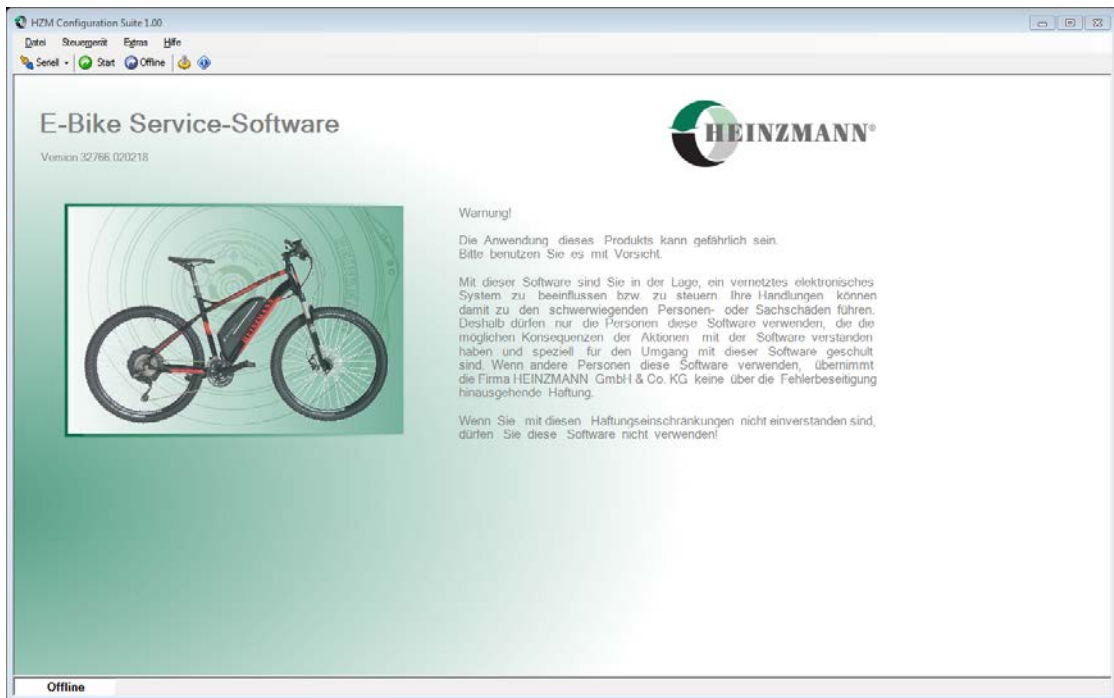 HZM Configuration Suite 1.00
Datei Steuergerät Extras Hilfe
Seriell Start Offline
E-Bike Service-Software
HEINZMANN®
Version 32766.020218
Warnung!
Die Anwendung dieses Produkts kann gefährlich sein.
Bitte benutzen Sie es mit Vorsicht.
Mit dieser Software sind Sie in der Lage, ein vernetztes elektronisches
System zu beeinflussen bzw. zu steuern. Ihre Handlungen können
damit zu den schwerwiegenden Personen- oder Sachschäden führen.
Deshalb dürfen nur die Personen diese Software verwenden, die die
möglichen Konsequenzen der Aktionen mit der Software verstanden
haben und speziell für den Umgang mit dieser Software geschult
sind. Wenn andere Personen diese Software verwenden, übernimmt
die Firma HEINZMANN GmbH & Co. KG keine über die Fehlerbeseitigung
hinausgehende Haftung.
Wenn Sie mit diesen Haftungseinschränkungen nicht einverstanden sind,
dürfen Sie diese Software nicht verwenden!
Offline